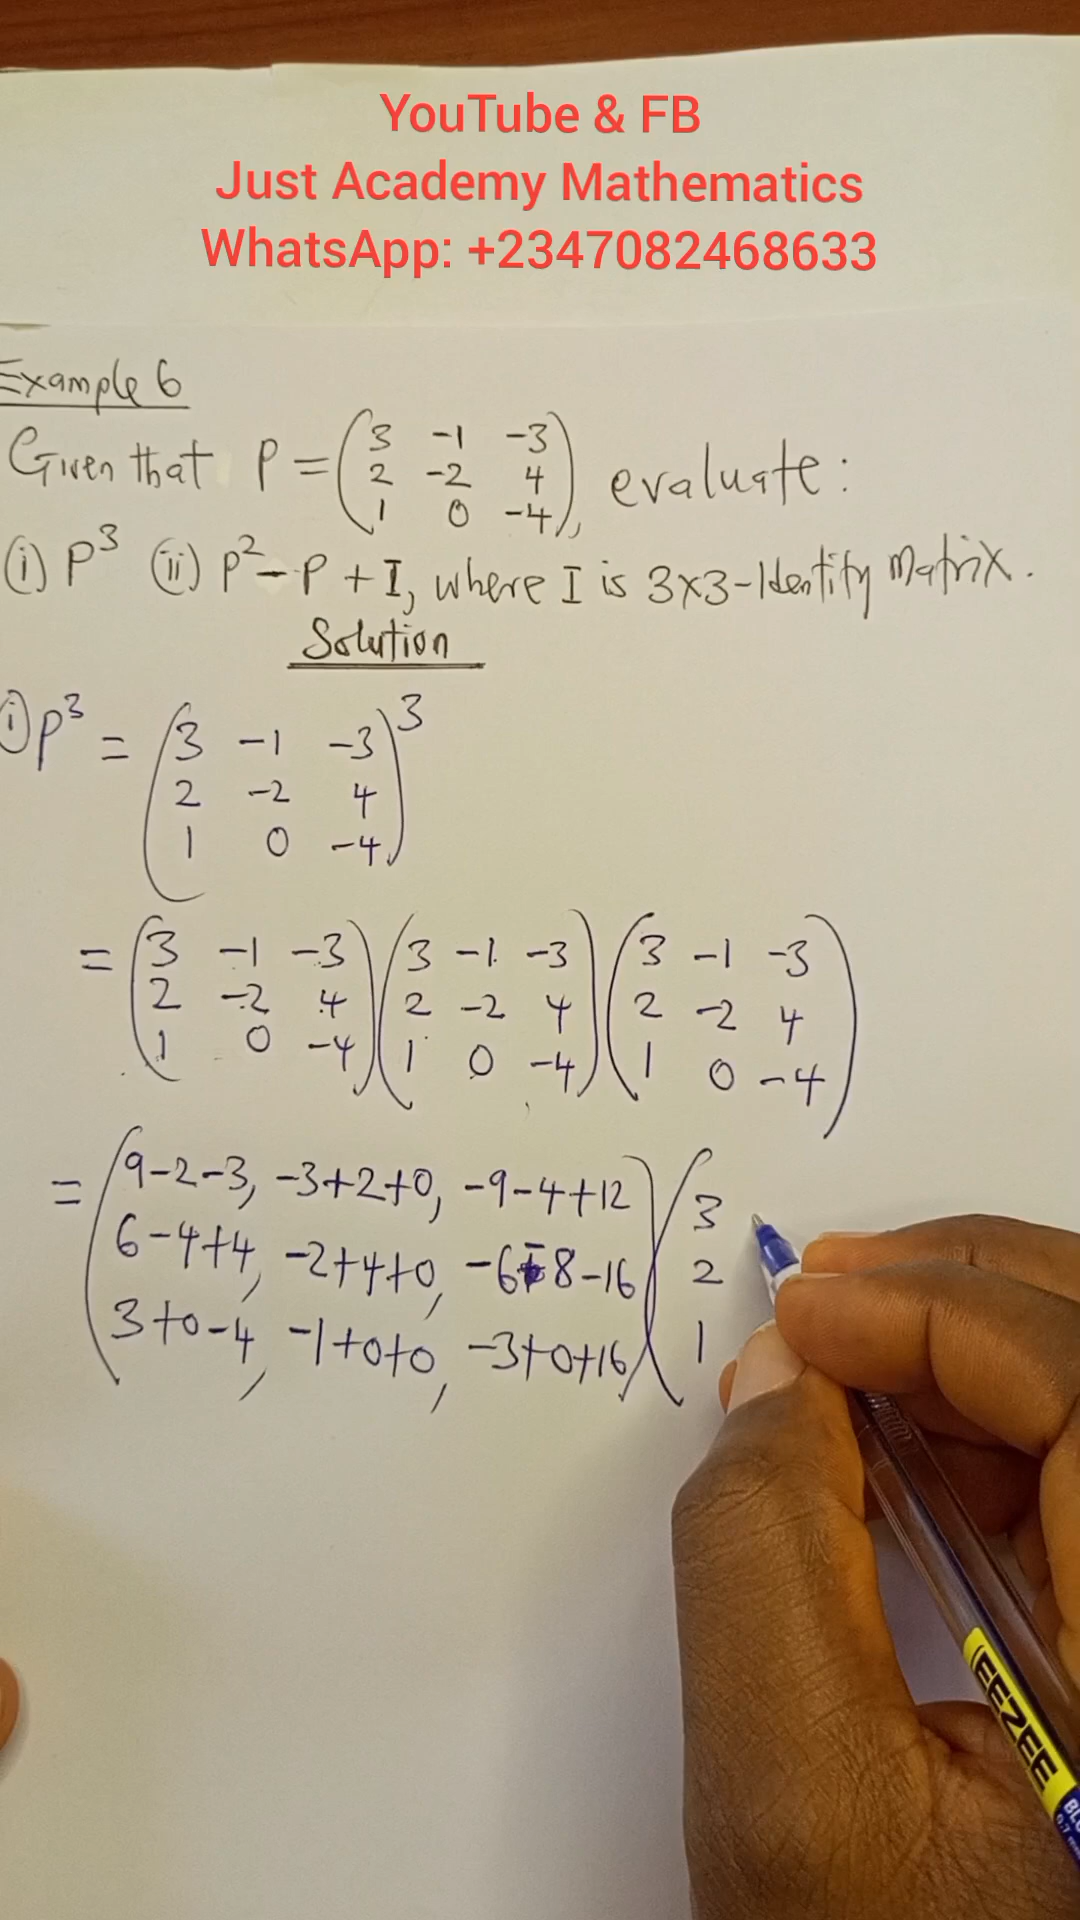 YouTube & FB
Just Academy Mathematics
WhatsApp: +2347082468633
Example 6
Given that P = (3 -1 -3
2 -2 4
1 0 -4), evaluate:
(i) P³ (ii) P² - P + I, where I is 3x3-Identity Matrix.
Solution
(i) P³ = (3 -1 -3
2 -2 4
1 0 -4)³
= (3 -1 -3) (3 -1 -3) (3 -1 -3)
(2 -2 4) (2 -2 4) (2 -2 4)
(1 0 -4) (1 0 -4) (1 0 -4)
= (9-2-3, -3+2+0, -9-4+12) (3
6-4+4, -2+4+0, -6-8-16 2
3+0-4, -1+0+0, -3+0+16) 1
EEZEE